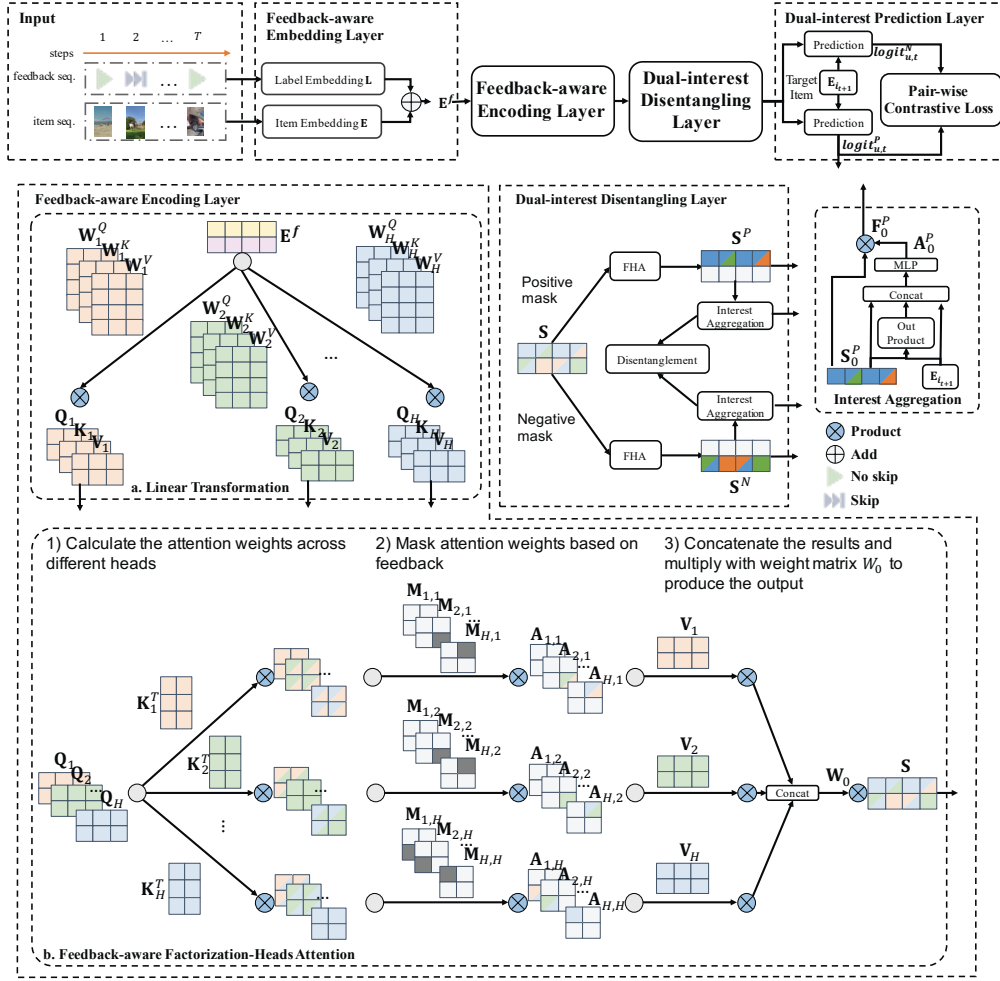 Input
1 2 ... T
steps
feedback seq.
...
item seq.
...
Feedback-aware
Embedding Layer
Label Embedding L
Item Embedding E
E^f
Feedback-aware
Encoding Layer
Dual-interest
Disentangling
Layer
Dual-interest Prediction Layer
Prediction
logit^N_{u,t}
Target
Item
E_{i_{t+1}}
Prediction
logit^P_{u,t}
Pair-wise
Contrastive Loss
Feedback-aware Encoding Layer
W^Q_1
W^K_1
W^V_1
E^f
W^Q_H
W^K_H
W^V_H
W^Q_2
W^K_2
W^V_2
...
Q_1
K_1
V_1
Q_2
K_2
V_2
Q_H
K_H
V_H
a. Linear Transformation
Dual-interest Disentangling Layer
S^P
FHA
Positive
mask
Interest
Aggregation
S
Disentanglement
Interest
Aggregation
Negative
mask
FHA
S^N
F^P_0
A^P_0
MLP
Concat
Out
Product
S^P_0
E_{i_{t+1}}
Interest Aggregation
Product
Add
No skip
Skip
1) Calculate the attention weights across
different heads
2) Mask attention weights based on
feedback
3) Concatenate the results and
multiply with weight matrix W_0 to
produce the output
M_{1,1}
M_{2,1}
...
M_{H,1}
A_{1,1}
A_{2,1}
...
A_{H,1}
V_1
K^T_1
...
M_{1,2}
M_{2,2}
...
M_{H,2}
A_{1,2}
A_{2,2}
...
A_{H,2}
V_2
Q_1
Q_2
...
Q_H
K^T_2
...
Concat
W_0
S
⋮
M_{1,H}
M_{2,H}
...
M_{H,H}
A_{1,H}
A_{2,H}
...
A_{H,H}
V_H
K^T_H
...
b. Feedback-aware Factorization-Heads Attention